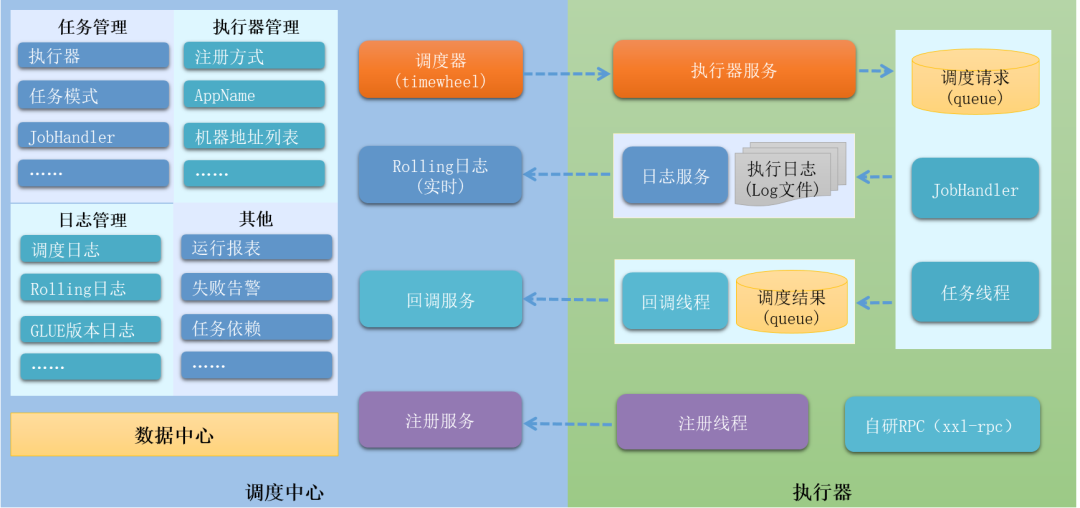 任务管理
执行器
任务模式
JobHandler
······
执行器管理
注册方式
AppName
机器地址列表
······
日志管理
调度日志
Rolling日志
GLUE版本日志
······
其他
运行报表
失败告警
任务依赖
······
数据中心
调度器
(timewheel)
Rolling日志
(实时)
回调服务
注册服务
调度中心
执行器服务
日志服务
执行日志
(Log文件)
回调线程
调度结果
(queue)
注册线程
调度请求
(queue)
JobHandler
任务线程
自研RPC（xxl-rpc）
执行器